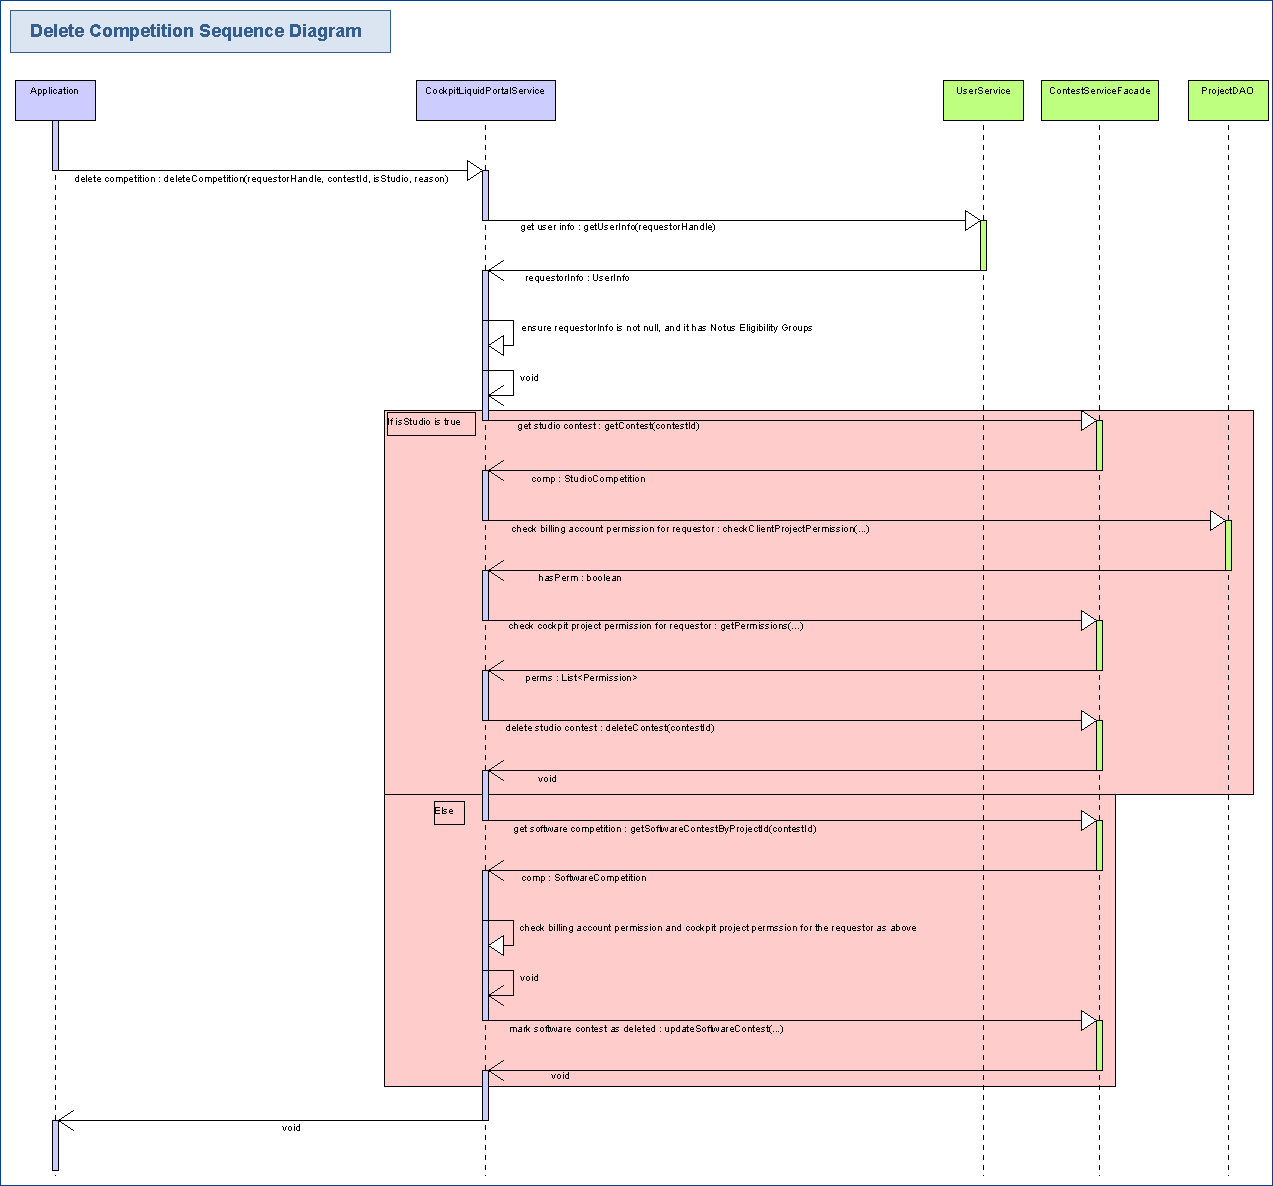 Delete Competition Sequence Diagram
Application
CockpitLiquidPortalService
UserService
ContestServiceFacade
ProjectDAO
delete competition : deleteCompetition(requestorHandle, contestId, isStudio, reason)
get user info : getUserInfo(requestorHandle)
requestorInfo : UserInfo
ensure requestorInfo is not null, and it has Notus Eligibility Groups
void
If isStudio is true
get studio contest : getContest(contestId)
comp : StudioCompetition
check billing account permission for requestor : checkClientProjectPermission(...)
hasPerm : boolean
check cockpit project permission for requestor : getPermissions(...)
perms : List<Permission>
delete studio contest : deleteContest(contestId)
void
Else
get software competition : getSoftwareContestByProjectId(contestId)
comp : SoftwareCompetition
check billing account permission and cockpit project permssion for the requestor as above
void
mark software contest as deleted : updateSoftwareContest(...)
void
void